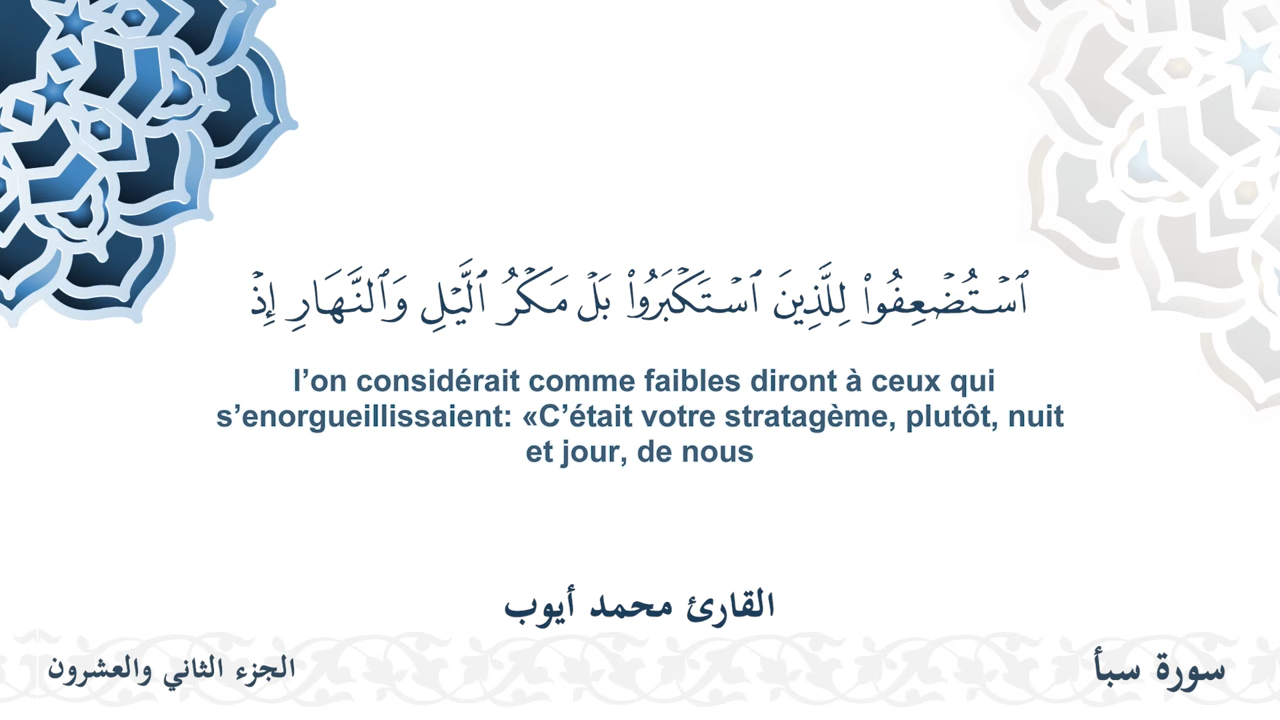 ٱسۡتُضۡعِفُواْ لِلَّذِينَ ٱسۡتَكۡبَرُواْ بَلۡ مَكۡرُ ٱلَّيۡلِ وَٱلنَّهَارِ إِذۡ
l’on considérait comme faibles diront à ceux qui
s’enorgueillissaient: «C’était votre stratagème, plutôt, nuit
et jour, de nous
القارئ محمد أيوب
سورة سبأ
الجزء الثاني والعشرون